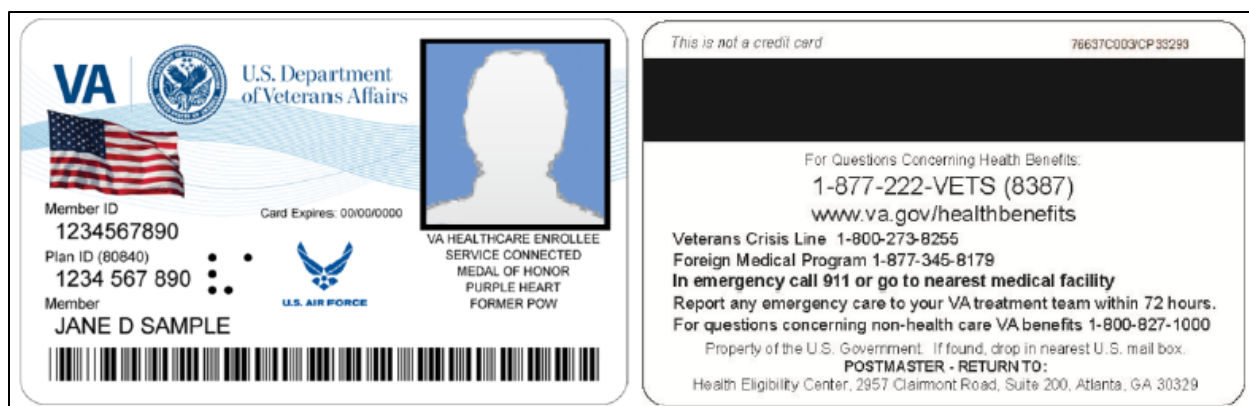 VA
U.S. Department
of Veterans Affairs
Member ID
1234567890
Card Expires: 00/00/0000
Plan ID (80840)
1234 567 890
Member
JANE D SAMPLE
U.S. AIR FORCE
VA HEALTHCARE ENROLLEE
SERVICE CONNECTED
MEDAL OF HONOR
PURPLE HEART
FORMER POW
This is not a credit card
76637C003/CP33293
For Questions Concerning Health Benefits:
1-877-222-VETS (8387)
www.va.gov/healthbenefits
Veterans Crisis Line 1-800-273-8255
Foreign Medical Program 1-877-345-8179
In emergency call 911 or go to nearest medical facility
Report any emergency care to your VA treatment team within 72 hours.
For questions concerning non-health care VA benefits 1-800-827-1000
Property of the U.S. Government. If found, drop in nearest U.S. mail box.
POSTMASTER - RETURN TO:
Health Eligibility Center, 2957 Clairmont Road, Suite 200, Atlanta, GA 30329